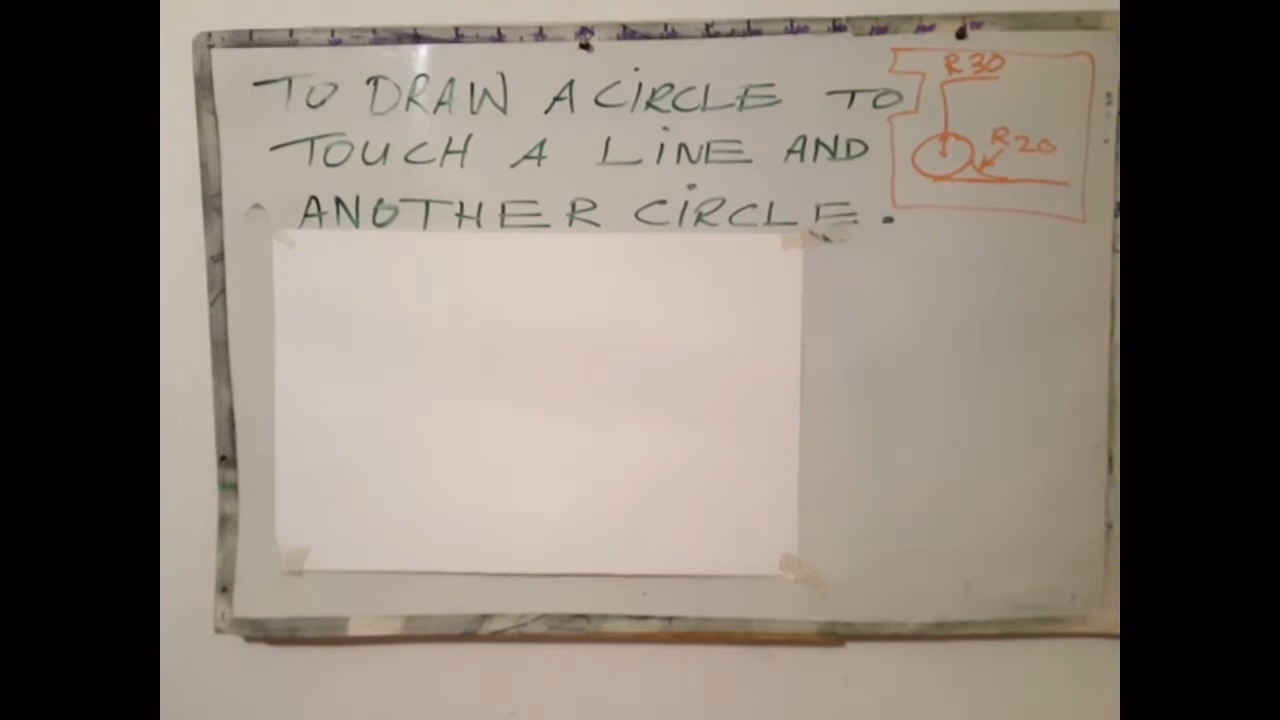 TO DRAW A CiRCLE TO
TOUCH A LiNE AND
ANOTHER CiRCLE.
R30
R20